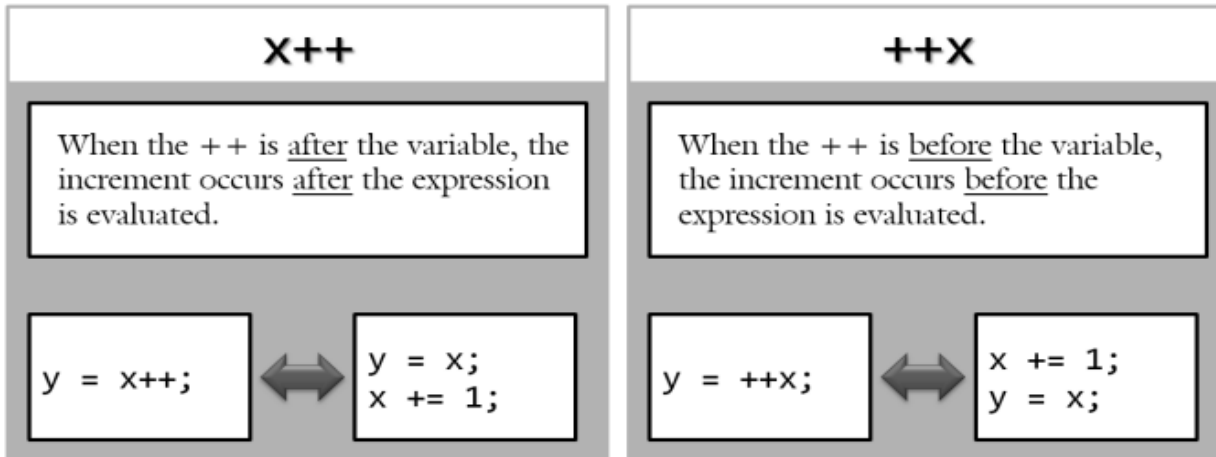 x++
When the ++ is after the variable, the
increment occurs after the expression
is evaluated.
y = x++;
y = x;
x += 1;
++x
When the ++ is before the variable,
the increment occurs before the
expression is evaluated.
y = ++x;
x += 1;
y = x;